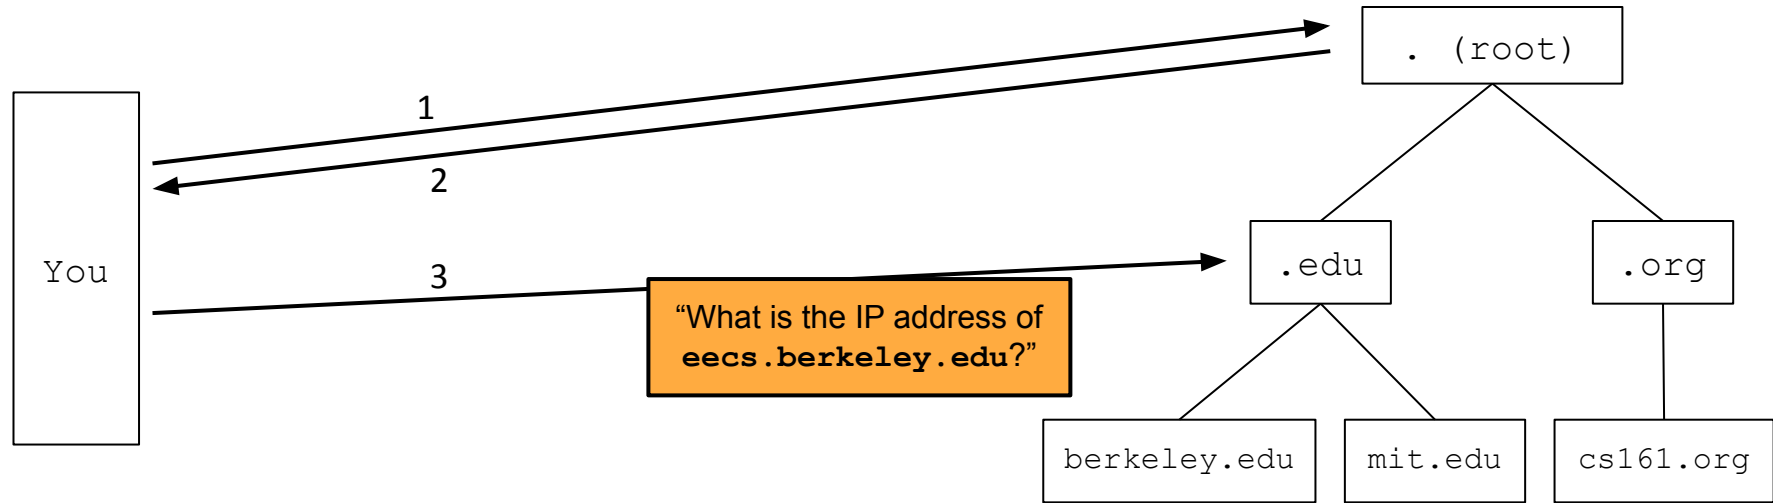 . (root)
1
2
You
3
.edu
.org
“What is the IP address of
eecs.berkeley.edu?”
berkeley.edu
mit.edu
cs161.org